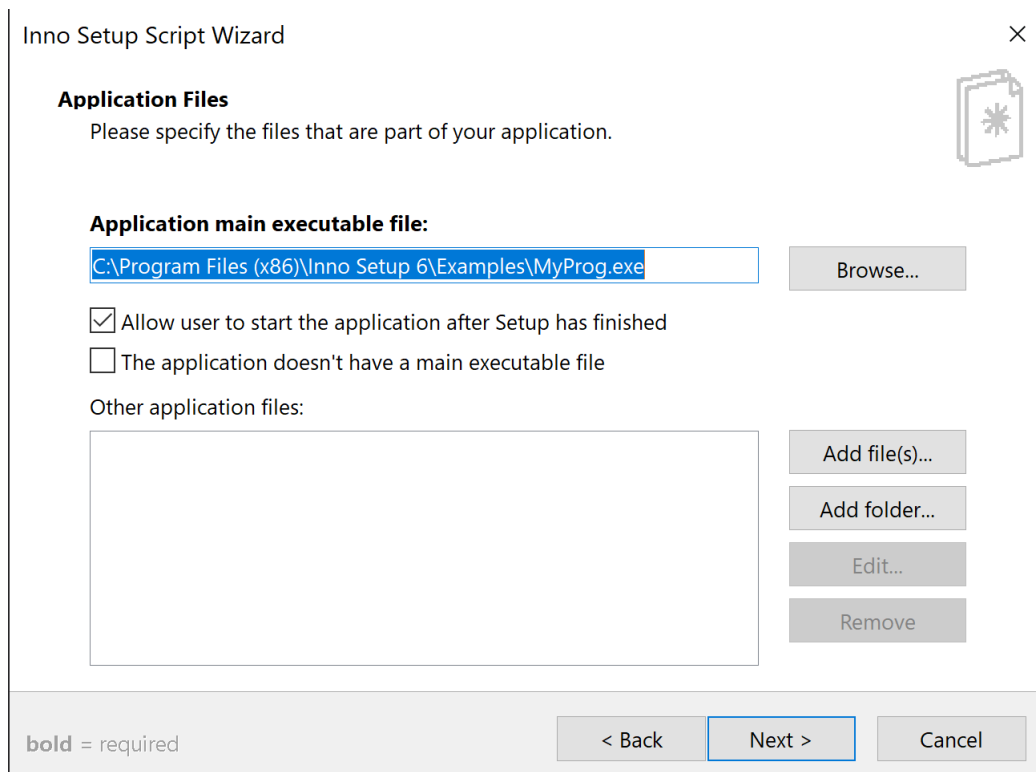 Inno Setup Script Wizard
Application Files
Please specify the files that are part of your application.
Application main executable file:
C:\Program Files (x86)\Inno Setup 6\Examples\MyProg.exe
Browse...
Allow user to start the application after Setup has finished
The application doesn't have a main executable file
Other application files:
Add file(s)...
Add folder...
Edit...
Remove
bold = required
< Back
Next >
Cancel